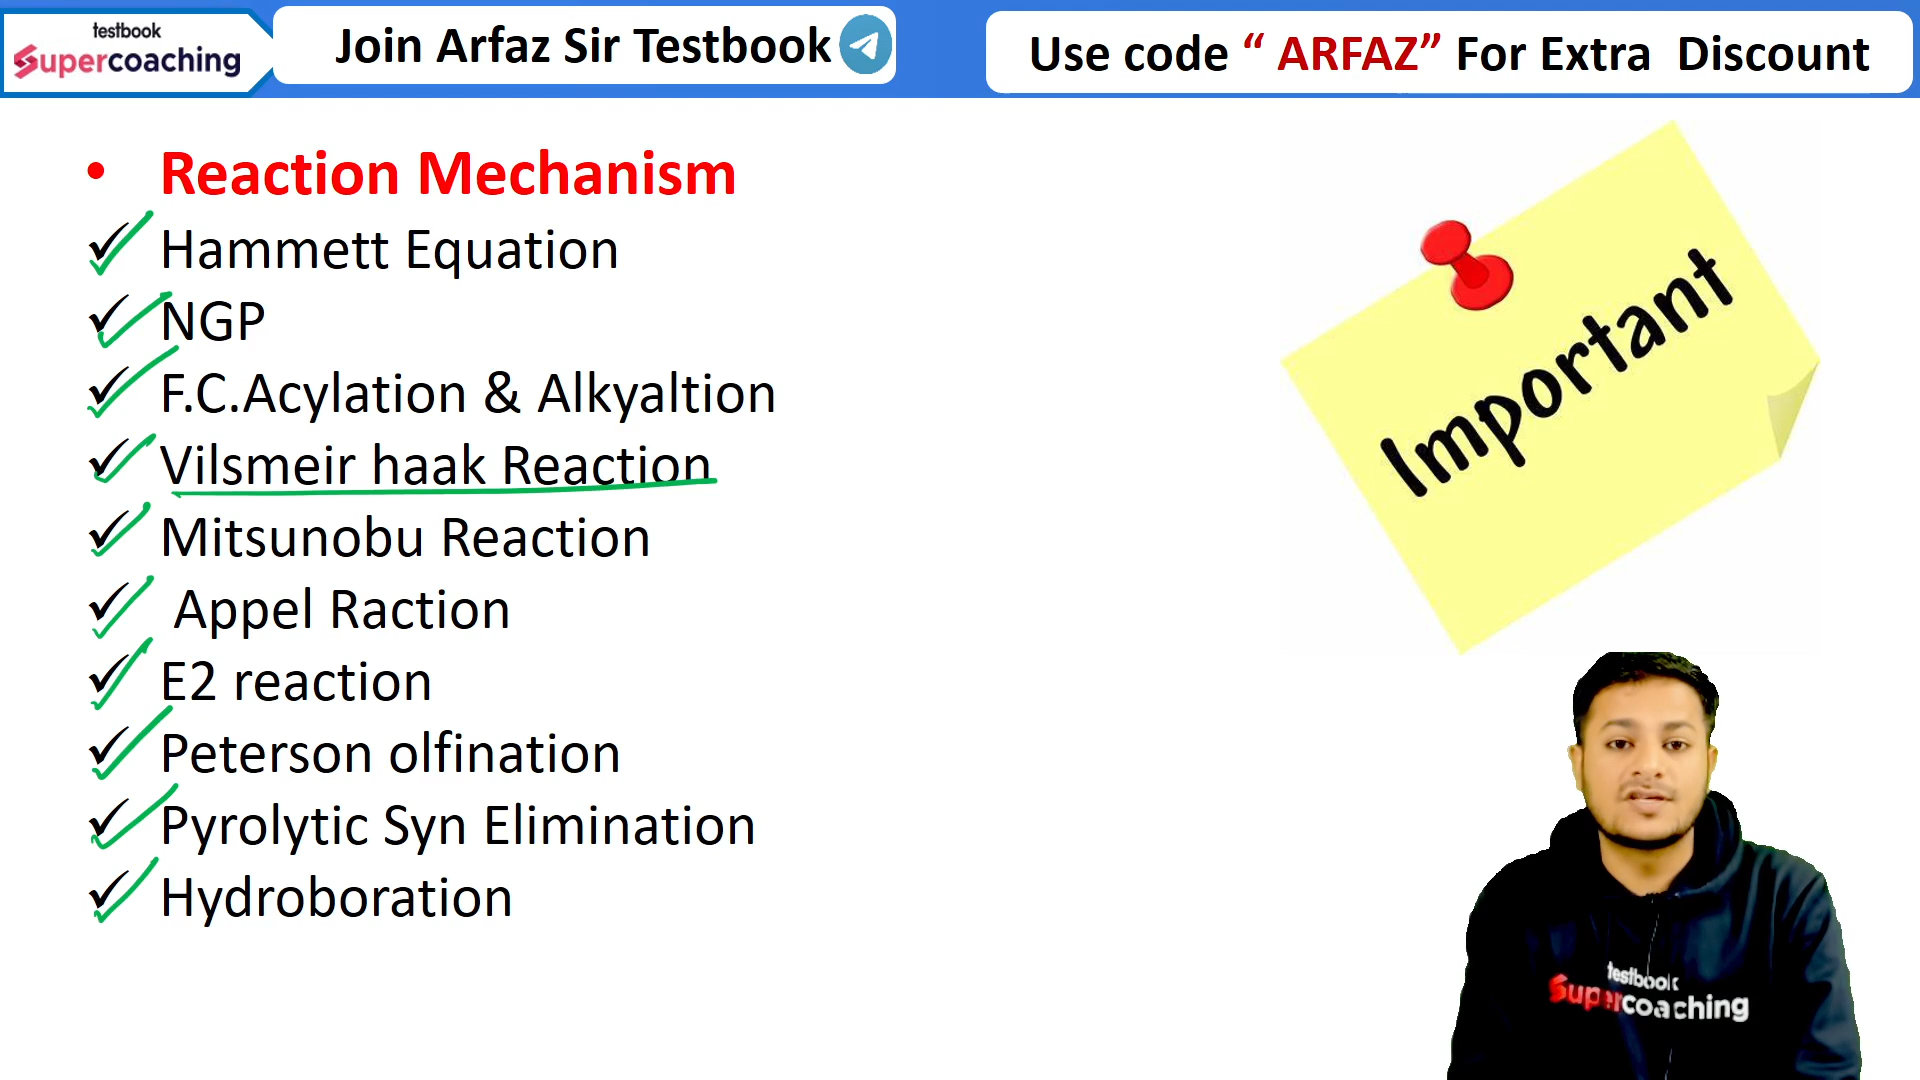 testbook
Supercoaching
Join Arfaz Sir Testbook
Use code “ ARFAZ” For Extra Discount
• Reaction Mechanism
✓ Hammett Equation
✓ NGP
✓ F.C.Acylation & Alkyaltion
✓ Vilsmeir haak Reaction
✓ Mitsunobu Reaction
✓ Appel Raction
✓ E2 reaction
✓ Peterson olfination
✓ Pyrolytic Syn Elimination
✓ Hydroboration
Important
testbook
Supercoaching